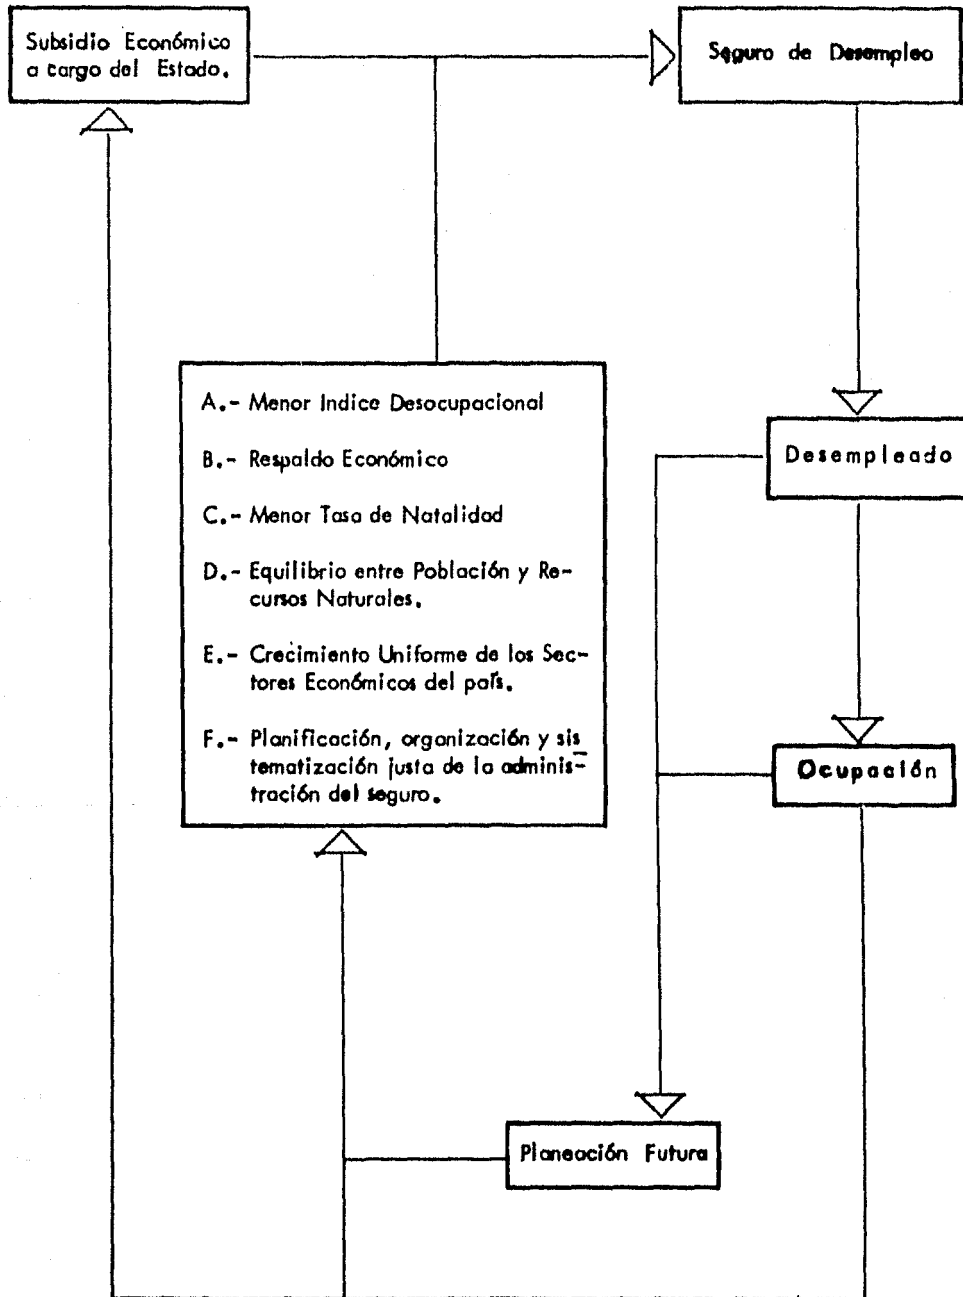 Subsidio Económico
a cargo del Estado.
Seguro de Desempleo
A.- Menor Indice Desocupacional
B.- Respaldo Económico
C.- Menor Tasa de Natalidad
D.- Equilibrio entre Población y Re-
cursos Naturales.
E.- Crecimiento Uniforme de los Sec-
tores Económicos del país.
F.- Planificación, organización y sis
tematización justa de la adminis-
tración del seguro.
Desempleado
Ocupación
Planeación Futura